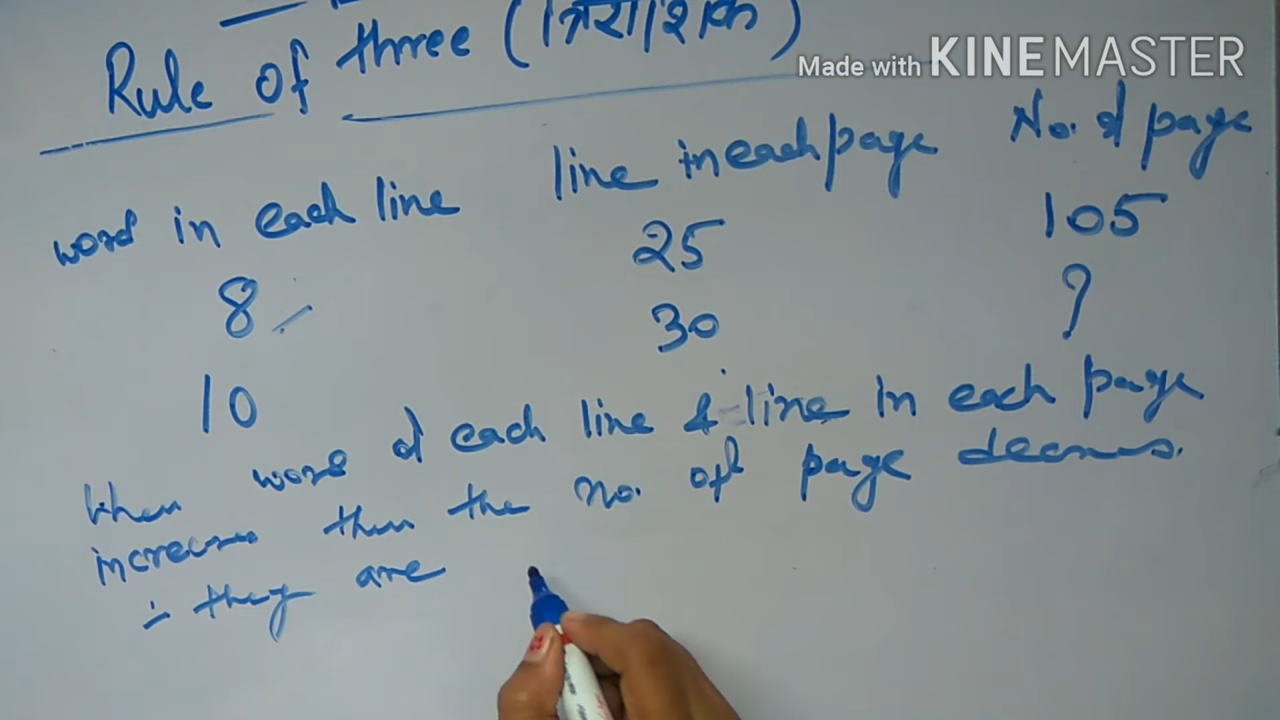 Rule of three (त्रिराशिक)
Made with KINEMASTER
word in each line line in each page No. of page
8 25 105
10 30 ?
When word of each line & line in each page
increases then the no. of page
∴ they are